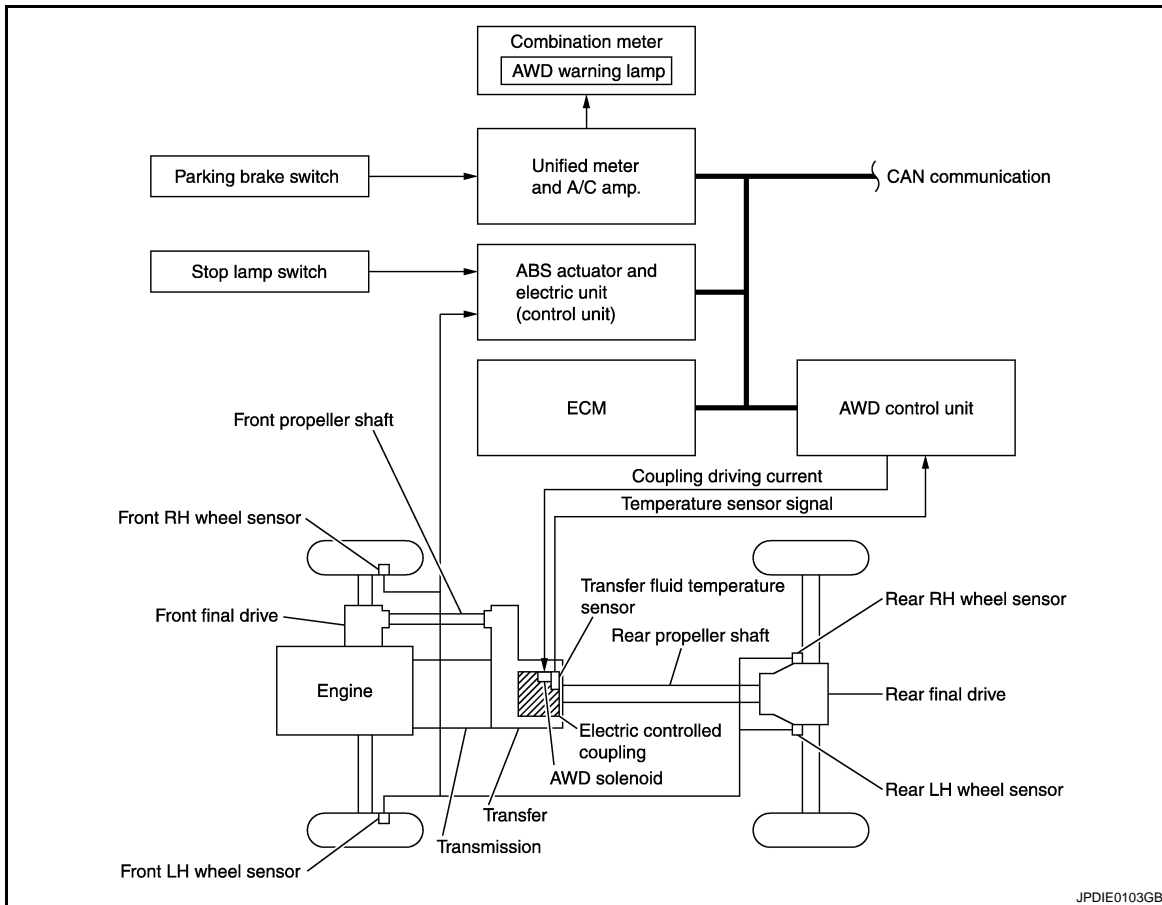 Combination meter
AWD warning lamp
Parking brake switch
Unified meter
and A/C amp.
CAN communication
Stop lamp switch
ABS actuator and
electric unit
(control unit)
ECM
AWD control unit
Front propeller shaft
Coupling driving current
Temperature sensor signal
Front RH wheel sensor
Transfer fluid temperature
sensor
Rear RH wheel sensor
Front final drive
Rear propeller shaft
Engine
Rear final drive
Electric controlled
coupling
AWD solenoid
Rear LH wheel sensor
Transfer
Transmission
Front LH wheel sensor
JPDIE0103GB